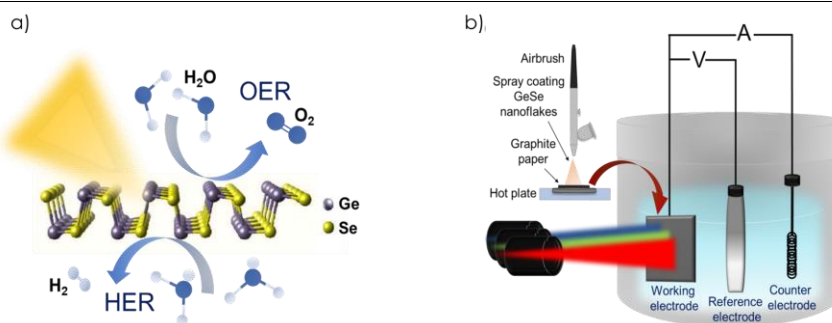 a)
H₂O
OER
O₂
Ge
Se
H₂
HER
b)
Airbrush
Spray coating
GeSe
nanoflakes
Graphite
paper
Hot plate
A
V
Working
electrode
Reference
electrode
Counter
electrode